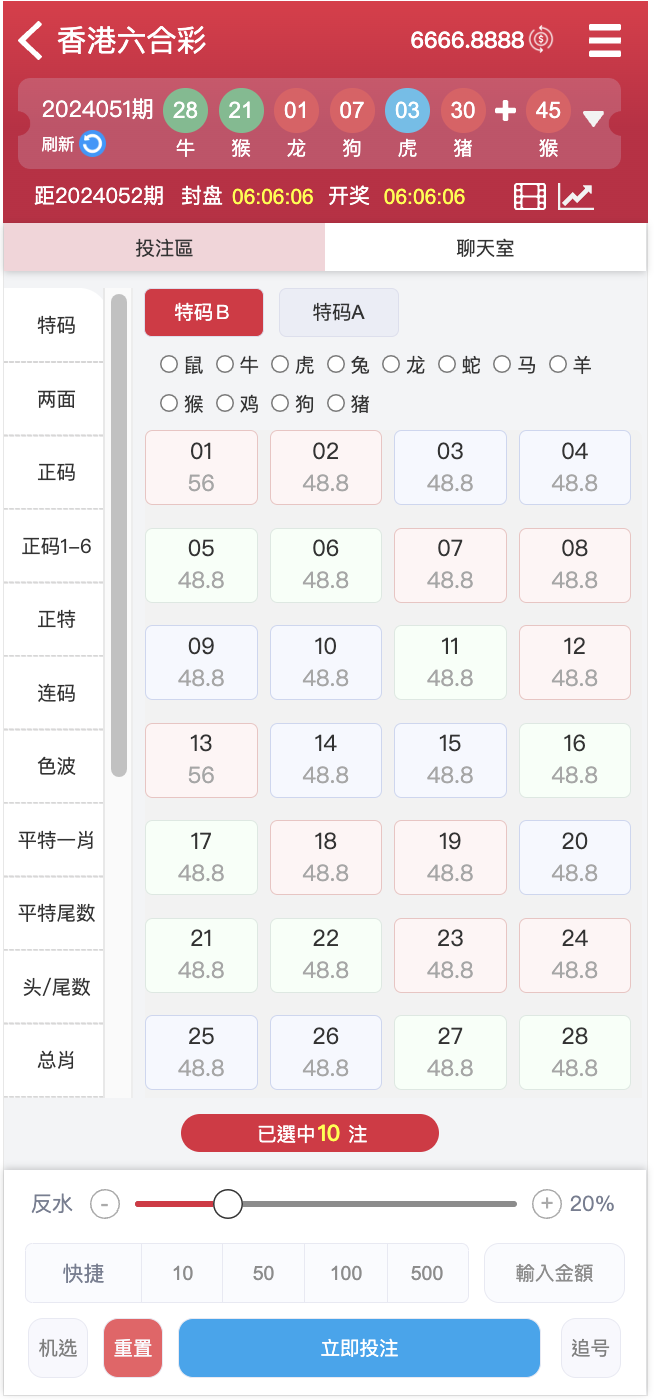 香港六合彩 6666.8888
2024051期 28 21 01 07 03 30 + 45
刷新 牛 猴 龙 狗 虎 猪 猴
距2024052期 封盘 06:06:06 开奖 06:06:06
投注區 聊天室
特码
两面
正码
正码1-6
正特
连码
色波
平特一肖
平特尾数
头/尾数
总肖
特码B 特码A
鼠 牛 虎 兔 龙 蛇 马 羊
猴 鸡 狗 猪
01 02 03 04
56 48.8 48.8 48.8
05 06 07 08
48.8 48.8 48.8 48.8
09 10 11 12
48.8 48.8 48.8 48.8
13 14 15 16
56 48.8 48.8 48.8
17 18 19 20
48.8 48.8 48.8 48.8
21 22 23 24
48.8 48.8 48.8 48.8
25 26 27 28
48.8 48.8 48.8 48.8
已選中10 注
反水 - + 20%
快捷 10 50 100 500 輸入金額
机选 重置 立即投注 追号